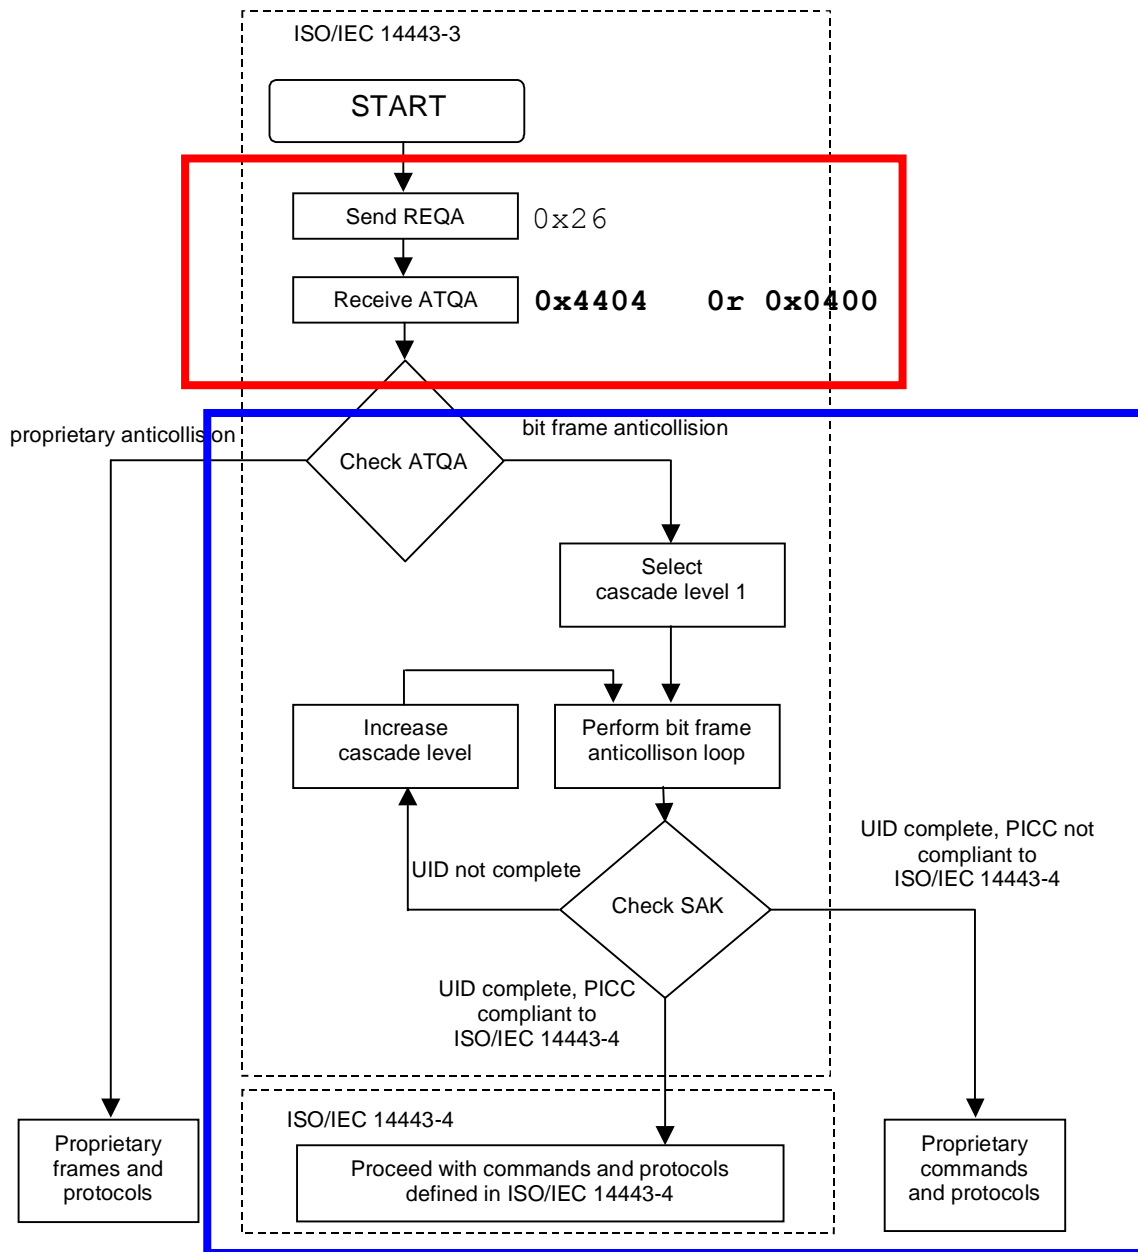 ISO/IEC 14443-3
START
Send REQA
0x26
Receive ATQA
0x4404 0r 0x0400
proprietary anticollision
bit frame anticollision
Check ATQA
Select
cascade level 1
Increase
cascade level
Perform bit frame
anticollison loop
UID not complete
Check SAK
UID complete, PICC not
compliant to
ISO/IEC 14443-4
UID complete, PICC
compliant to
ISO/IEC 14443-4
ISO/IEC 14443-4
Proprietary
frames and
protocols
Proceed with commands and protocols
defined in ISO/IEC 14443-4
Proprietary
commands
and protocols